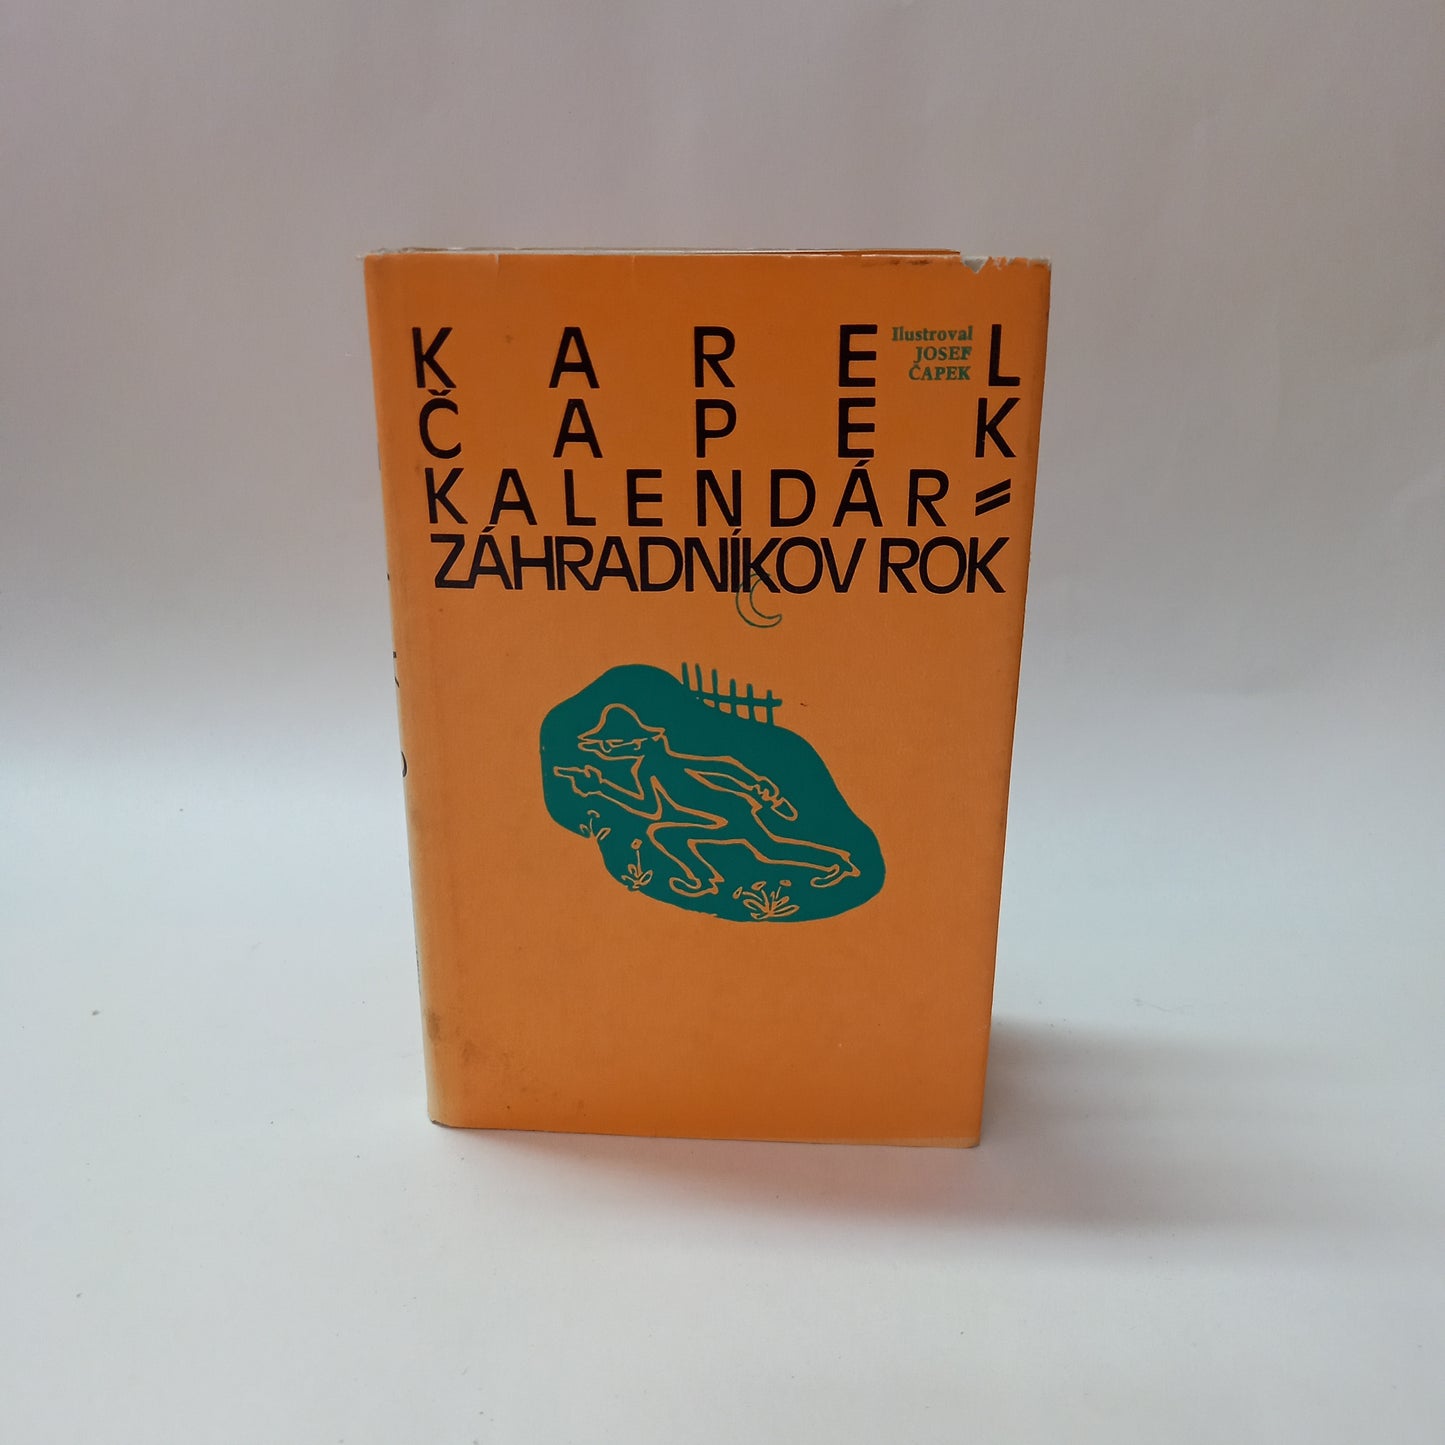 KAREL
Ilustroval
JOSEF
ČAPEK
ČAPEK
KALENDÁR=
ZÁHRADNÍKOV ROK